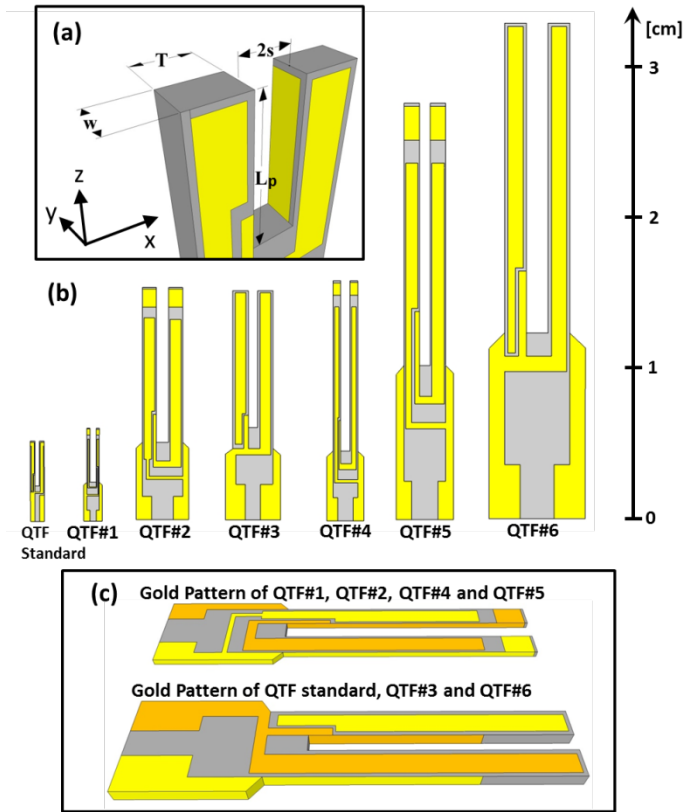 (a)
T
2s
w
Lp
z
y
x
[cm]
3
2
1
0
(b)
QTF
Standard
QTF#1
QTF#2
QTF#3
QTF#4
QTF#5
QTF#6
(c)
Gold Pattern of QTF#1, QTF#2, QTF#4 and QTF#5
Gold Pattern of QTF standard, QTF#3 and QTF#6